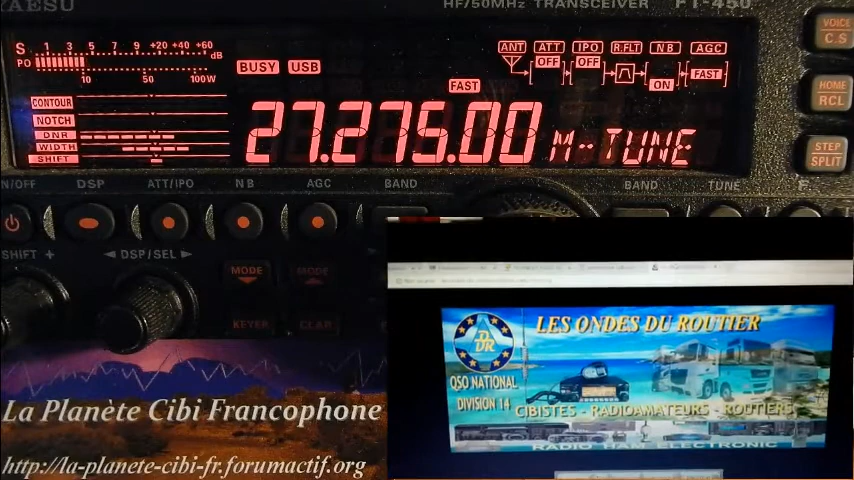 YAESU
HF/50MHz TRANSCEIVER FT-450
S 1 3 5 7 9 +20 +40 +60 dB
PO 10 50 100W
BUSY USB
ANT ATT IPO R.FLT NB AGC
OFF OFF ON FAST
FAST
27.275.00 M-TUNE
CONTOUR
NOTCH
DNR
WIDTH
SHIFT
VOICE
C.S
HOME
RCL
STEP
SPLIT
N/OFF DSP ATT/IPO NB AGC BAND BAND TUNE F
SHIFT + DSP/SEL
MODE MODE
KEYER
La Planète Cibi Francophone
http://la-planete-cibi-fr.forumactif.org
LES ONDES DU ROUTIER
QSO NATIONAL
DIVISION 14
CIBISTES - RADIOAMATEURS - ROUTIERS
RADIO HAM ELECTRONIC